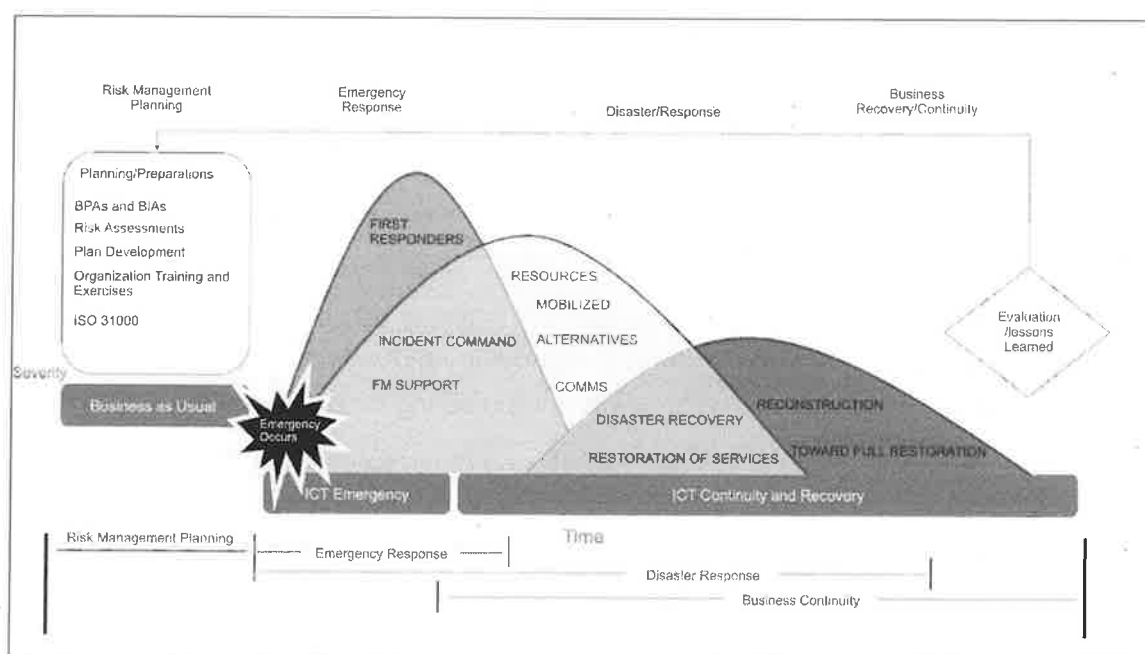 Risk Management
Planning
Emergency
Response
Disaster/Response
Business
Recovery/Continuity
Planning/Preparations
BPAs and BIAs
Risk Assessments
Plan Development
Organization Training and
Exercises
ISO 31000
FIRST
RESPONDERS
RESOURCES
MOBILIZED
INCIDENT COMMAND
ALTERNATIVES
FM SUPPORT
COMMS
Evaluation
/lessons
Learned
Severity
Business as Usual
Emergency
Occurs
DISASTER RECOVERY
RECONSTRUCTION
RESTORATION OF SERVICES
TOWARD FULL RESTORATION
ICT Emergency
ICT Continuity and Recovery
Time
Risk Management Planning
Emergency Response
Disaster Response
Business Continuity